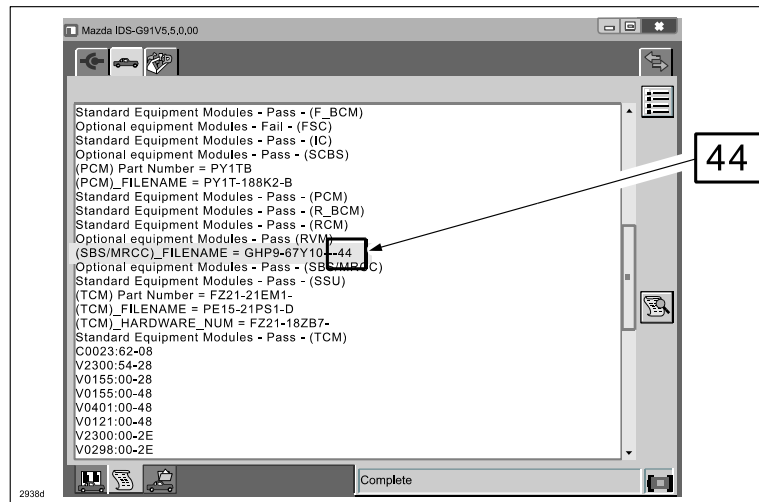 Mazda IDS-G91V5,5,0,00
Standard Equipment Modules - Pass - (F_BCM)
Optional equipment Modules - Fail - (FSC)
Standard Equipment Modules - Pass - (IC)
Optional equipment Modules - Pass - (SCBS)
(PCM) Part Number = PY1TB
(PCM)_FILENAME = PY1T-188K2-B
Standard Equipment Modules - Pass - (PCM)
Standard Equipment Modules - Pass - (R_BCM)
Standard Equipment Modules - Pass - (RCM)
Optional equipment Modules - Pass (RVM)
(SBS/MRCC)_FILENAME = GHP9-67Y10---44
44
Optional equipment Modules - Pass - (SBS/MRCC)
Standard Equipment Modules - Pass - (SSU)
(TCM) Part Number = FZ21-21EM1-
(TCM)_FILENAME = PE15-21PS1-D
(TCM)_HARDWARE_NUM = FZ21-18ZB7-
Standard Equipment Modules - Pass - (TCM)
C0023:62-08
V2300:54-28
V0155:00-28
V0155:00-48
V0401:00-48
V0121:00-48
V2300:00-2E
V0298:00-2E
Complete
2938d